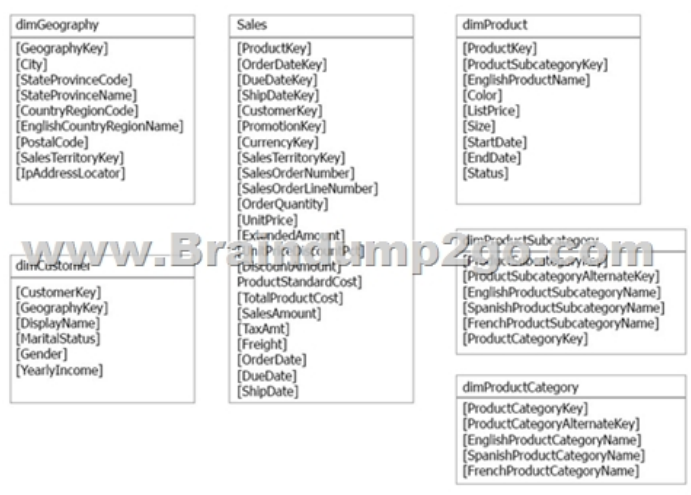 dimGeography
[GeographyKey]
[City]
[StateProvinceCode]
[StateProvinceName]
[CountryRegionCode]
[EnglishCountryRegionName]
[PostalCode]
[SalesTerritoryKey]
[IpAddressLocator]
dimCustomer
[CustomerKey]
[GeographyKey]
[DisplayName]
[MaritalStatus]
[Gender]
[YearlyIncome]
Sales
[ProductKey]
[OrderDateKey]
[DueDateKey]
[ShipDateKey]
[CustomerKey]
[PromotionKey]
[CurrencyKey]
[SalesTerritoryKey]
[SalesOrderNumber]
[SalesOrderLineNumber]
[OrderQuantity]
[UnitPrice]
[ExtendedAmount]
[DiscountAmount]
ProductStandardCost]
[TotalProductCost]
[SalesAmount]
[TaxAmt]
[Freight]
[OrderDate]
[DueDate]
[ShipDate]
dimProduct
[ProductKey]
[ProductSubcategoryKey]
[EnglishProductName]
[Color]
[ListPrice]
[Size]
[StartDate]
[EndDate]
[Status]
dimProductSubcategory
[ProductSubcategoryKey]
[ProductSubcategoryAlternateKey]
[EnglishProductSubcategoryName]
[SpanishProductSubcategoryName]
[FrenchProductSubcategoryName]
[ProductCategoryKey]
dimProductCategory
[ProductCategoryKey]
[ProductCategoryAlternateKey]
[EnglishProductCategoryName]
[SpanishProductCategoryName]
[FrenchProductCategoryName]
www.Braindump2go.com